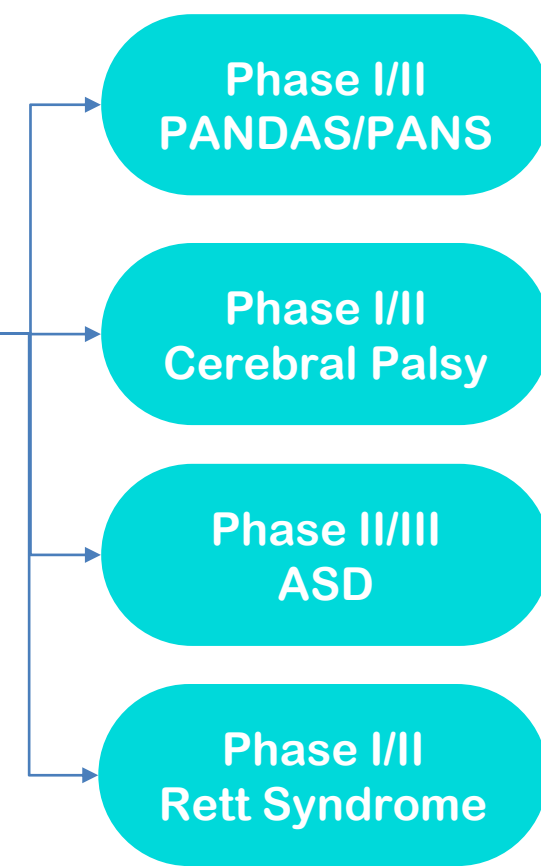 Phase I/II
PANDAS/PANS
Phase I/II
Cerebral Palsy
Phase II/III
ASD
Phase I/II
Rett Syndrome